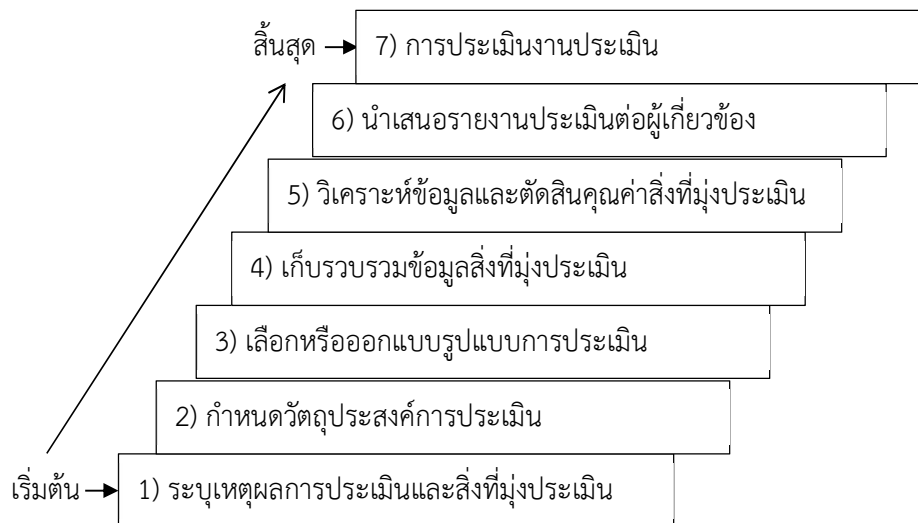 สิ้นสุด 7) การประเมินงานประเมิน
6) นำเสนอรายงานประเมินต่อผู้เกี่ยวข้อง
5) วิเคราะห์ข้อมูลและตัดสินคุณค่าสิ่งที่มุ่งประเมิน
4) เก็บรวบรวมข้อมูลสิ่งที่มุ่งประเมิน
3) เลือกหรือออกแบบรูปแบบการประเมิน
2) กำหนดวัตถุประสงค์การประเมิน
เริ่มต้น 1) ระบุเหตุผลการประเมินและสิ่งที่มุ่งประเมิน